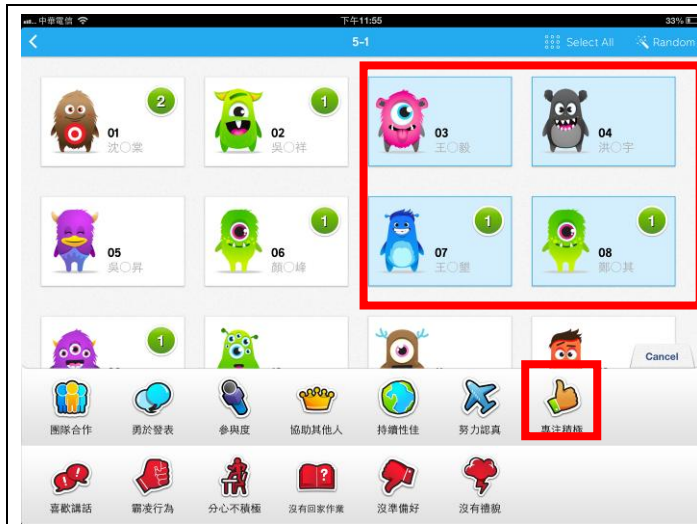 中華電信 下午11:55 33%
5-1 Select All Random
2 1
01 02 03 04
沈○棠 吳○祥 王○毅 洪○宇
1 1 1
05 06 07 08
吳○昇 顏○峰 王○ 鄭○其
1
Cancel
團隊合作 勇於發表 參與度 協助其他人 持續性佳 努力認真 專注積極
喜歡講話 霸凌行為 分心不積極 沒有回家作業 沒準備好 沒有禮貌